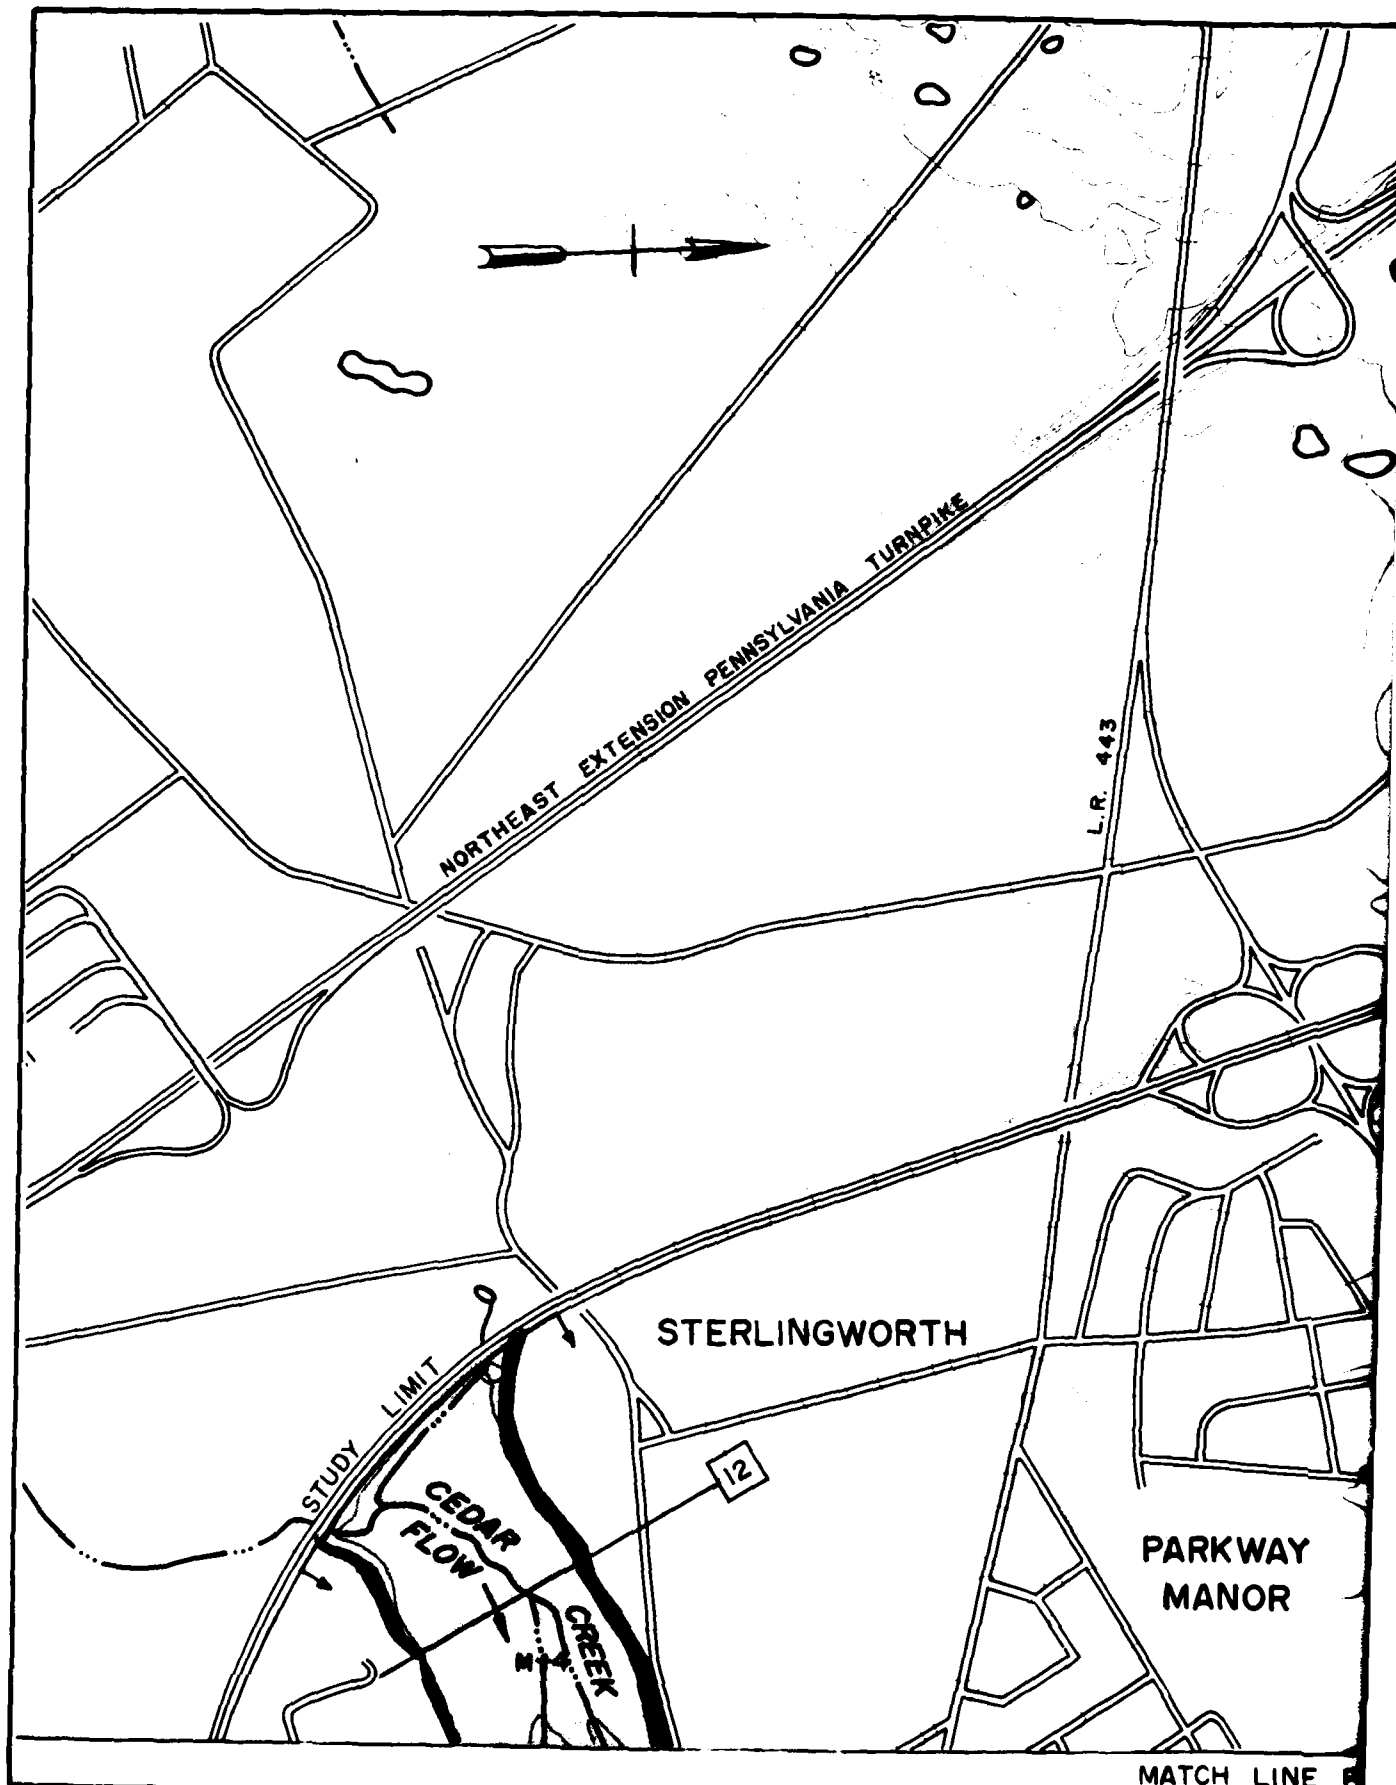 NORTHEAST EXTENSION PENNSYLVANIA TURNPIKE
L.R. 443
STERLINGWORTH
STUDY LIMIT
12
CEDAR
FLOW
CREEK
PARKWAY
MANOR
MATCH LINE